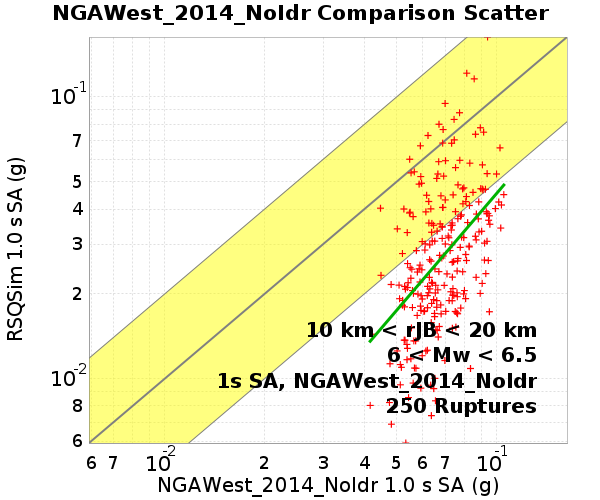 NGAWest_2014_NoIdr Comparison Scatter
RSQSim 1.0 s SA (g)
10⁻¹
7
5
4
3
2
10⁻²
8
6
10 km < rJB < 20 km
6 < Mw < 6.5
1s SA, NGAWest_2014_NoIdr
250 Ruptures
6 7 10⁻² 2 3 4 5 6 7 8 10⁻¹
NGAWest_2014_NoIdr 1.0 s SA (g)